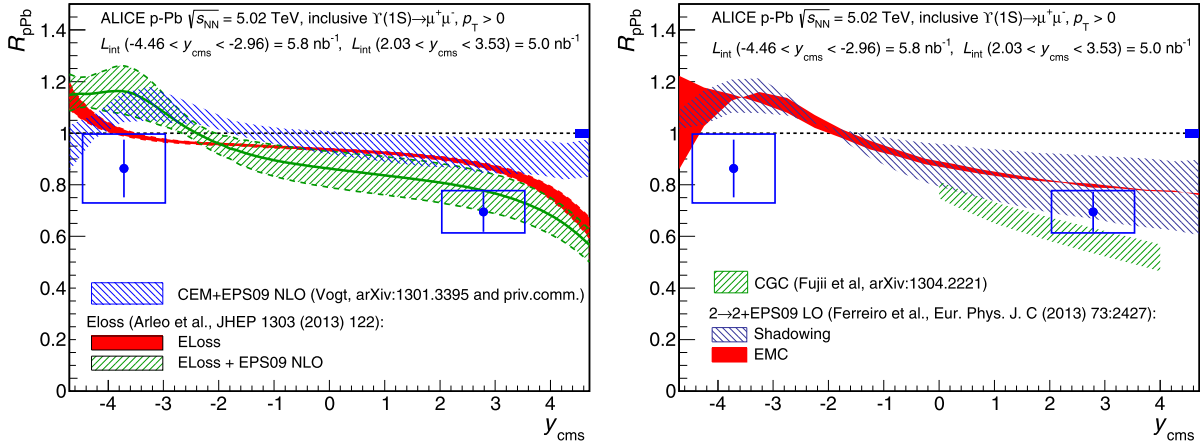 ALICE p-Pb √sNN = 5.02 TeV, inclusive ϒ(1S)→μ+μ-, pT > 0
Lint (-4.46 < ycms < -2.96) = 5.8 nb-1, Lint (2.03 < ycms < 3.53) = 5.0 nb-1
RpPb
1.4
1.2
1
0.8
0.6
0.4
0.2
0
CEM+EPS09 NLO (Vogt, arXiv:1301.3395 and priv.comm.)
Eloss (Arleo et al., JHEP 1303 (2013) 122):
ELoss
ELoss + EPS09 NLO
-4 -3 -2 -1 0 1 2 3 4
ycms
ALICE p-Pb √sNN = 5.02 TeV, inclusive ϒ(1S)→μ+μ-, pT > 0
Lint (-4.46 < ycms < -2.96) = 5.8 nb-1, Lint (2.03 < ycms < 3.53) = 5.0 nb-1
RpPb
1.4
1.2
1
0.8
0.6
0.4
0.2
0
CGC (Fujii et al, arXiv:1304.2221)
2→2+EPS09 LO (Ferreiro et al., Eur. Phys. J. C (2013) 73:2427):
Shadowing
EMC
-4 -3 -2 -1 0 1 2 3 4
ycms